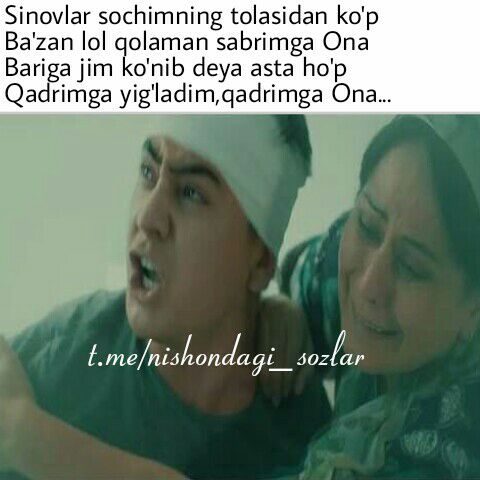 Sinovlar sochimning tolasidan ko'p
Ba'zan lol qolaman sabrimga Ona
Bariga jim ko'nib deya asta ho'p
Qadrimga yig'ladim,qadrimga Ona...
t.me/nishondagi_sozlar